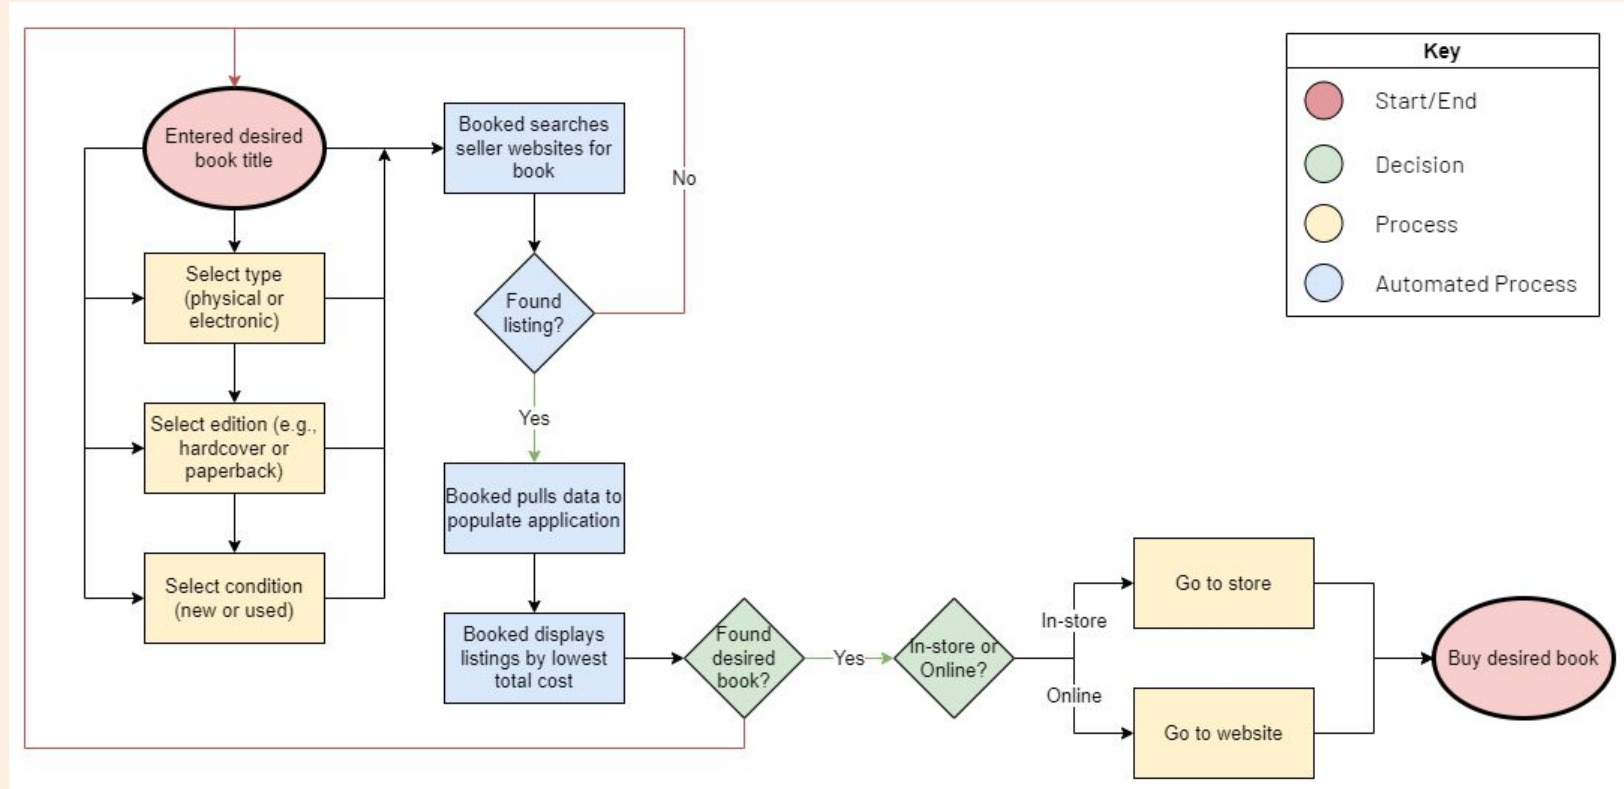 Entered desired
book title
Select type
(physical or
electronic)
Select edition (e.g.,
hardcover or
paperback)
Select condition
(new or used)
Booked searches
seller websites for
book
Found
listing?
No
Yes
Booked pulls data to
populate application
Booked displays
listings by lowest
total cost
Found
desired
book?
Yes
In-store or
Online?
In-store
Online
Go to store
Go to website
Buy desired book
Key
Start/End
Decision
Process
Automated Process